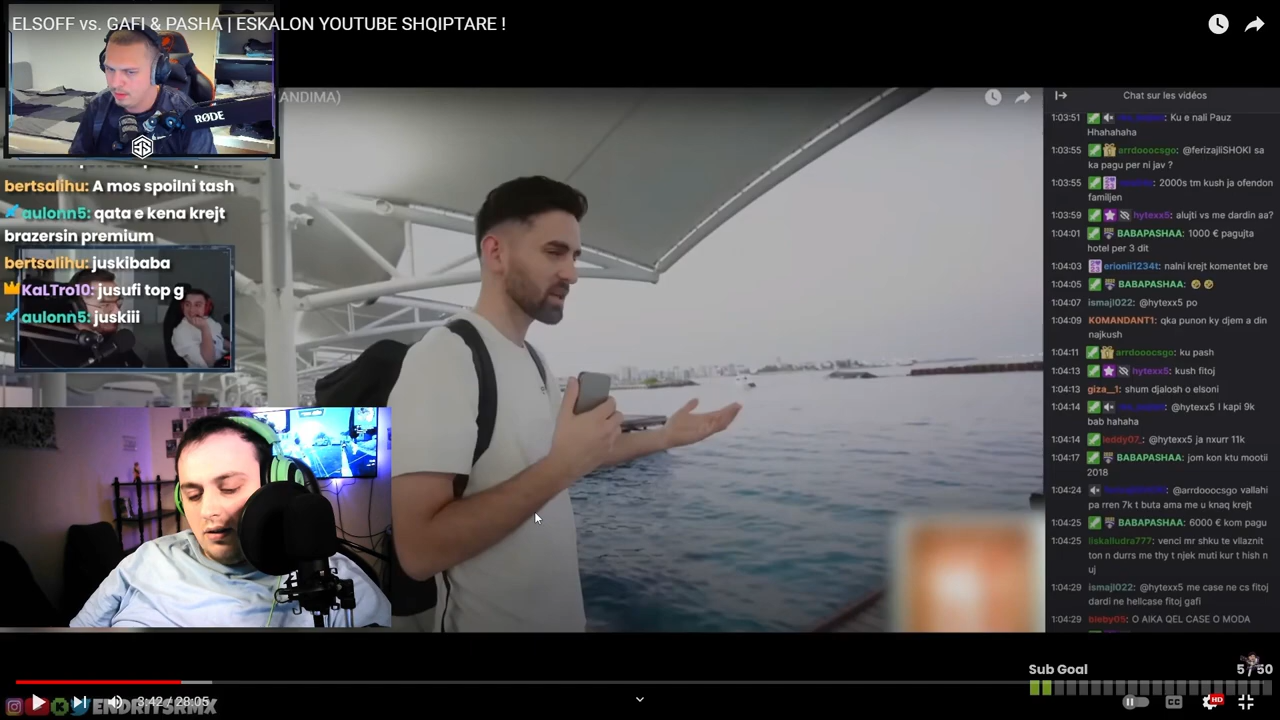 ELSOFF vs. GAFI & PASHA | ESKALON YOUTUBE SHQIPTARE !
ANDIMA)
RØDE
bertsalihu: A mos spoilni tash
aulonn5: qata e kena krejt
brazersin premium
bertsalihu: juskibaba
KaLTro10: jusufi top g
aulonn5: juskiii
Chat sur les vidéos
1:03:51 : Ku e nali Pauz
Hhahahaha
1:03:55 arrdooocsgo: @ferizajliSHOKI sa
ka pagu per ni jav ?
1:03:55 : 2000s tm kush ja ofendon
familjen
1:03:59 hytexx5: alujti vs me dardin aa?
1:04:01 BABAPASHAA: 1000 € pagujta
hotel per 3 dit
1:04:03 erionii1234t: nalni krejt komentet bre
1:04:05 BABAPASHAA:
1:04:07 ismajl022: @hytexx5 po
1:04:09 K0MANDANT1: qka punon ky djem a din
najkush
1:04:11 arrdooocsgo: ku pash
1:04:13 hytexx5: kush fitoj
1:04:13 giza__1: shum djalosh o elsoni
1:04:14 : @hytexx5 I kapi 9k
bab hahaha
1:04:14 leddy07_: @hytexx5 ja nxurr 11k
1:04:17 BABAPASHAA: jom kon ktu mootii
2018
1:04:24 : @arrdooocsgo vallahi
pa rren 7k t buta ama me u knaq krejt
1:04:25 BABAPASHAA: 6000 € kom pagu
1:04:25 liskalludra777: venci mr shku te vllaznit
ton n durrs me thy t njek muti kur t hish n
uj
1:04:29 ismajl022: @hytexx5 me case ne cs fitoj
dardi ne hellcase fitoj gafi
1:04:29 bleby05: O AIKA QEL CASE O MODA
Sub Goal 5/50
3:42 / 28:05
ENDRITSRMX
CC
HD